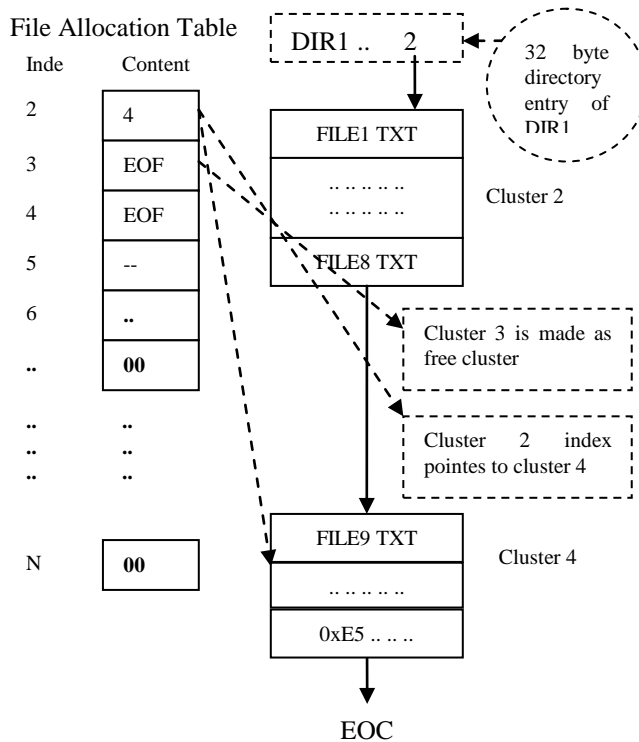 File Allocation Table
Inde Content
2 4
3 EOF
4 EOF
5 --
6 ..
.. 00
.. ..
.. ..
.. ..
N 00
DIR1 .. 2
32 byte
directory
entry of
DIR1
FILE1 TXT
.. .. .. .. ..
.. .. .. .. ..
FILE8 TXT
Cluster 2
Cluster 3 is made as
free cluster
Cluster 2 index
pointes to cluster 4
FILE9 TXT
.. .. .. .. ..
0xE5 .. .. ..
Cluster 4
EOC